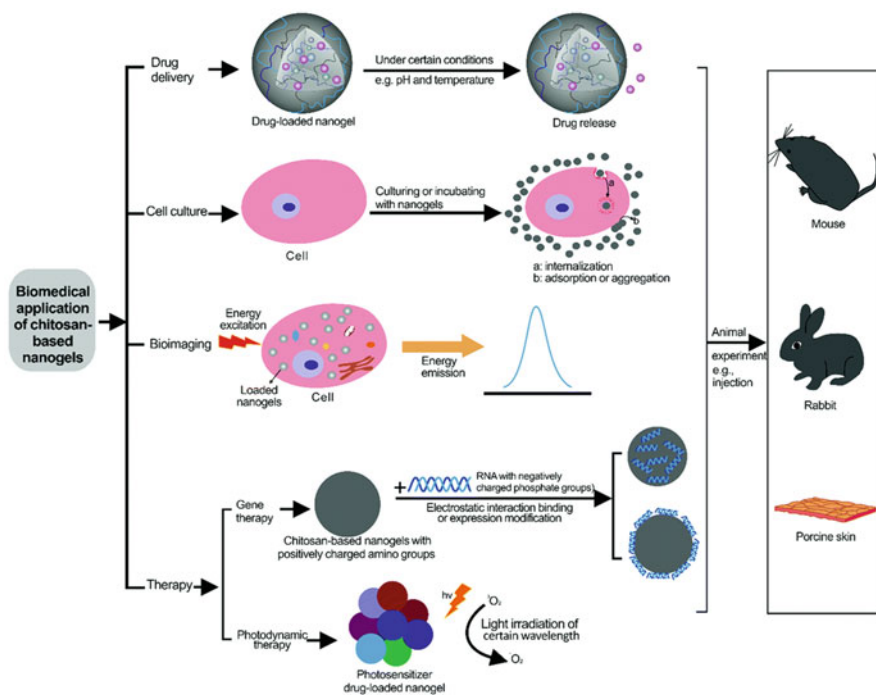 Biomedical
application
of chitosan-
based
nanogels
Drug
delivery
Drug-loaded nanogel
Under certain conditions
e.g. pH and temperature
Drug release
Cell culture
Cell
Culturing or incubating
with nanogels
a
b
a: internalization
b: adsorption or aggregation
Bioimaging
Energy
excitation
Loaded
nanogels
Cell
Energy
emission
Therapy
Gene
therapy
Chitosan-based nanogels with
positively charged amino groups
+
RNA with negatively
charged phosphate groups)
Electrostatic interaction binding
or expression modification
Photodynamic
therapy
Photosensitizer
drug-loaded nanogel
hv
O₂
Light irradiation of
certain wavelength
O₂
Animal
experiment
e.g.,
injection
Mouse
Rabbit
Porcine skin